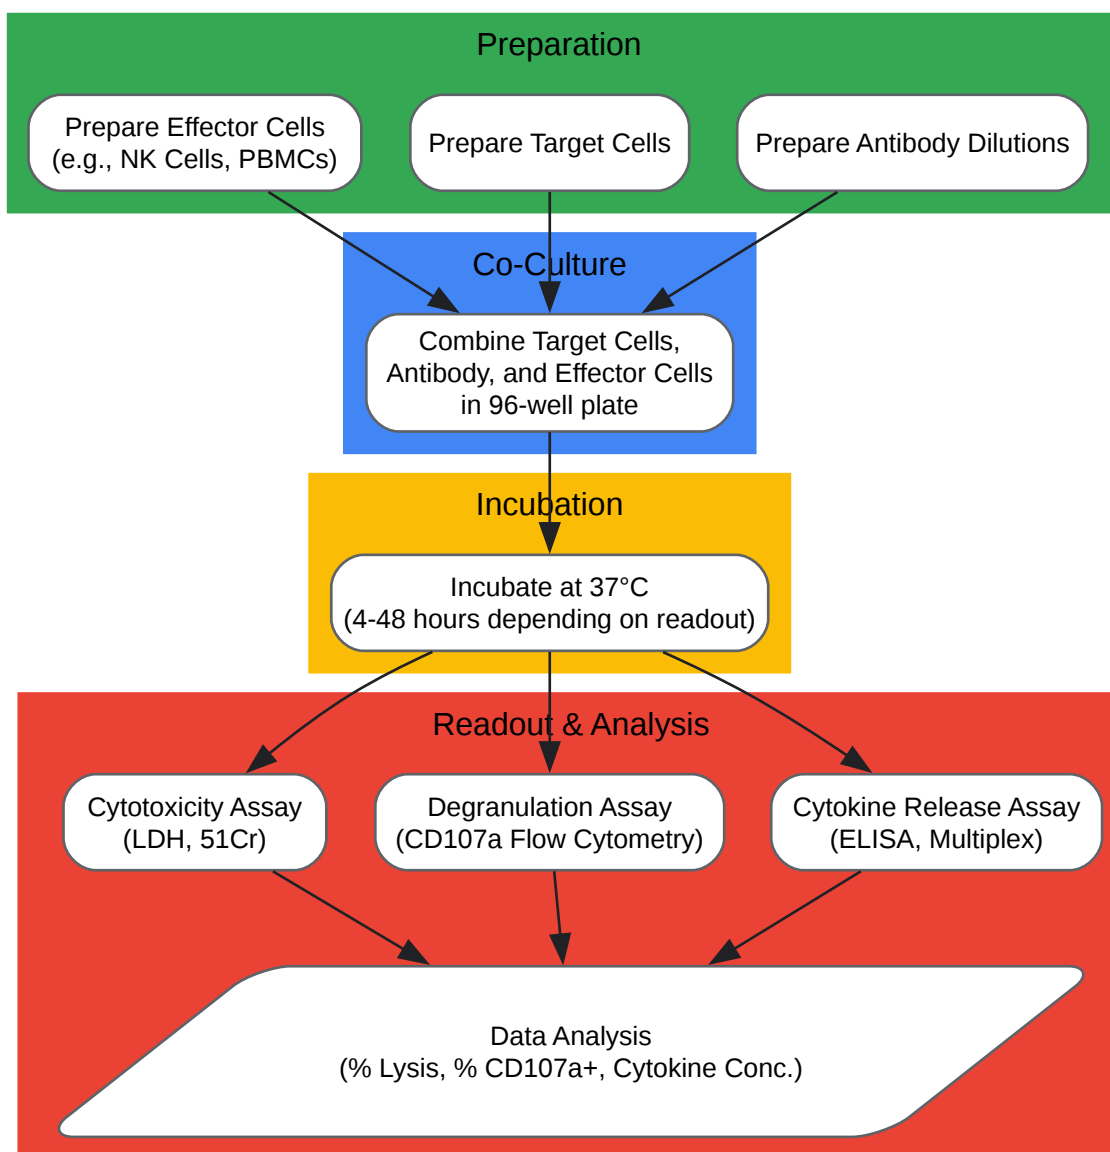 Preparation
Prepare Effector Cells
(e.g., NK Cells, PBMCs)
Prepare Target Cells
Prepare Antibody Dilutions
Co-Culture
Combine Target Cells,
Antibody, and Effector Cells
in 96-well plate
Incubation
Incubate at 37°C
(4-48 hours depending on readout)
Readout & Analysis
Cytotoxicity Assay
(LDH, 51Cr)
Degranulation Assay
(CD107a Flow Cytometry)
Cytokine Release Assay
(ELISA, Multiplex)
Data Analysis
(% Lysis, % CD107a+, Cytokine Conc.)